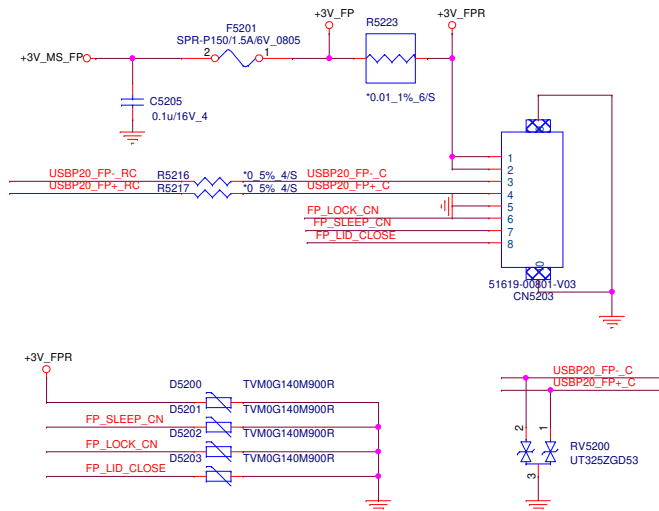 F5201
SPR-P150/1.5A/6V_0805
+3V_FP
R5223
+3V_FPR
+3V_MS_FP
2
1
C5205
0.1u/16V_4
*0.01_1%_6/S
USBP20_FP-_RC
R5216
*0_5%_4/S
USBP20_FP-_C
USBP20_FP+_RC
R5217
*0_5%_4/S
USBP20_FP+_C
FP_LOCK_CN
FP_SLEEP_CN
FP_LID_CLOSE
1
2
3
4
5
6
7
8
51619-00801-V03
CN5203
+3V_FPR
D5200
TVM0G140M900R
D5201
TVM0G140M900R
FP_SLEEP_CN
D5202
TVM0G140M900R
FP_LOCK_CN
D5203
TVM0G140M900R
FP_LID_CLOSE
USBP20_FP-_C
USBP20_FP+_C
2
1
3
RV5200
UT325ZGD53